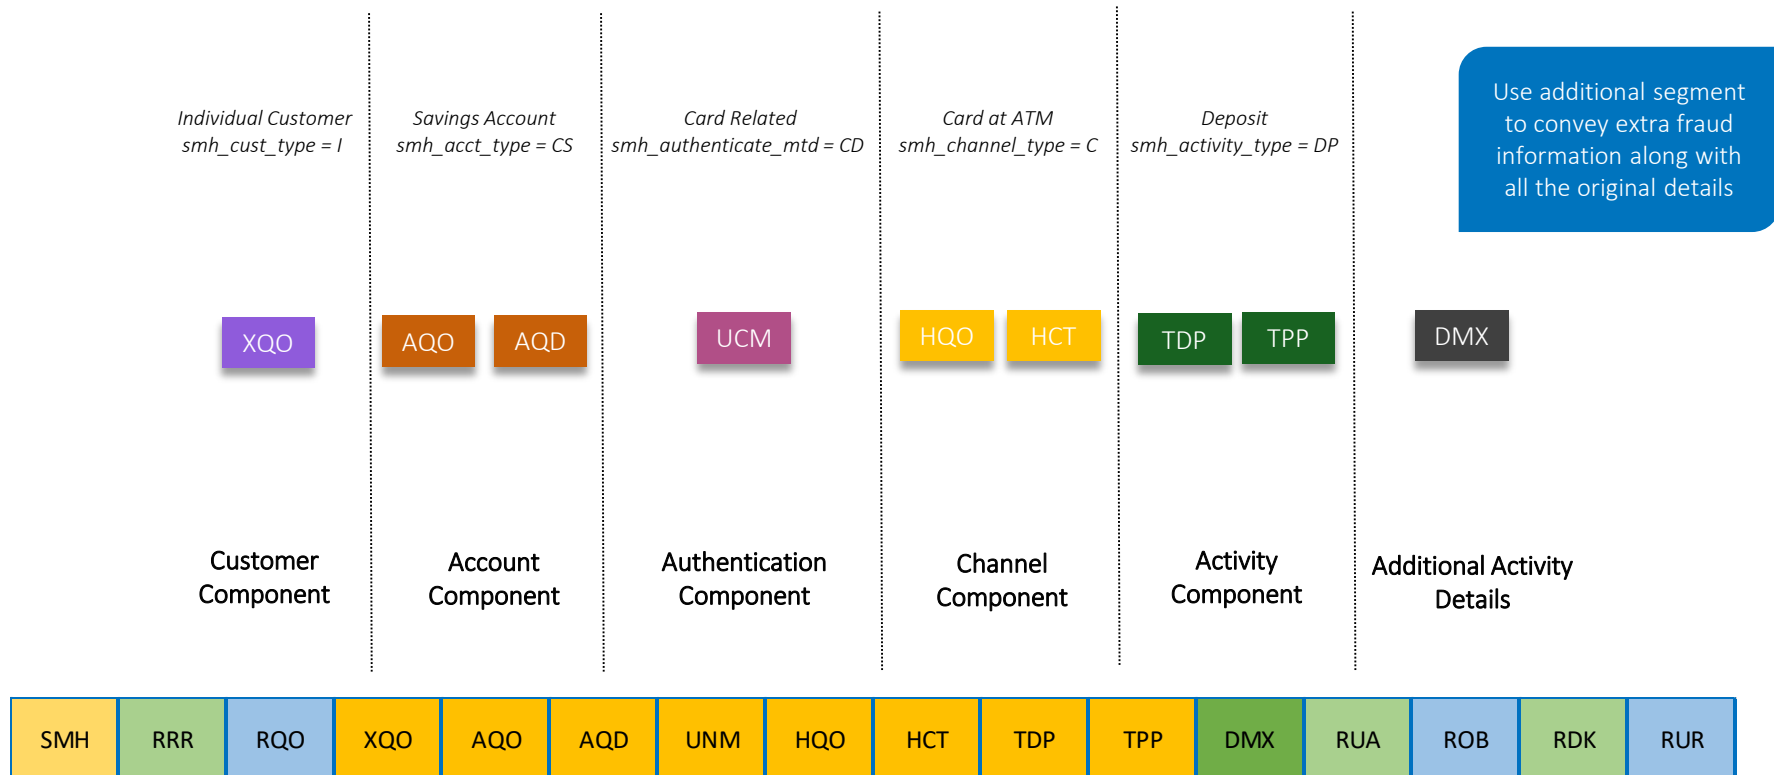 Individual Customer
smh_cust_type = I
Savings Account
smh_acct_type = CS
Card Related
smh_authenticate_mtd = CD
Card at ATM
smh_channel_type = C
Deposit
smh_activity_type = DP
Use additional segment
to convey extra fraud
information along with
all the original details
XQO
AQO
AQD
UCM
HQO
HCT
TDP
TPP
DMX
Customer
Component
Account
Component
Authentication
Component
Channel
Component
Activity
Component
Additional Activity
Details
SMH
RRR
RQO
XQO
AQO
AQD
UNM
HQO
HCT
TDP
TPP
DMX
RUA
ROB
RDK
RUR